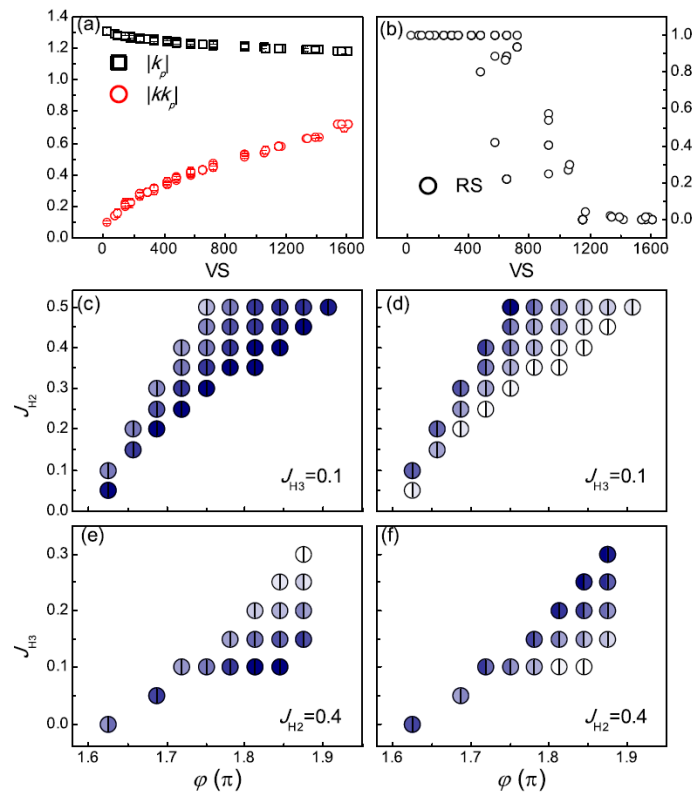 (a)
1.4
1.2
1.0
0.8
0.6
0.4
0.2
0.0
|k_p|
|kk_p|
0 400 800 1200 1600
VS
(b)
1.0
0.8
0.6
0.4
0.2
0.0
RS
0 400 800 1200 1600
VS
(c)
0.5
0.4
0.3
0.2
0.1
0.0
J_H2
J_H3=0.1
(d)
J_H3=0.1
(e)
0.3
0.2
0.1
0.0
J_H3
J_H2=0.4
1.6 1.7 1.8 1.9
φ (π)
(f)
J_H2=0.4
1.6 1.7 1.8 1.9
φ (π)